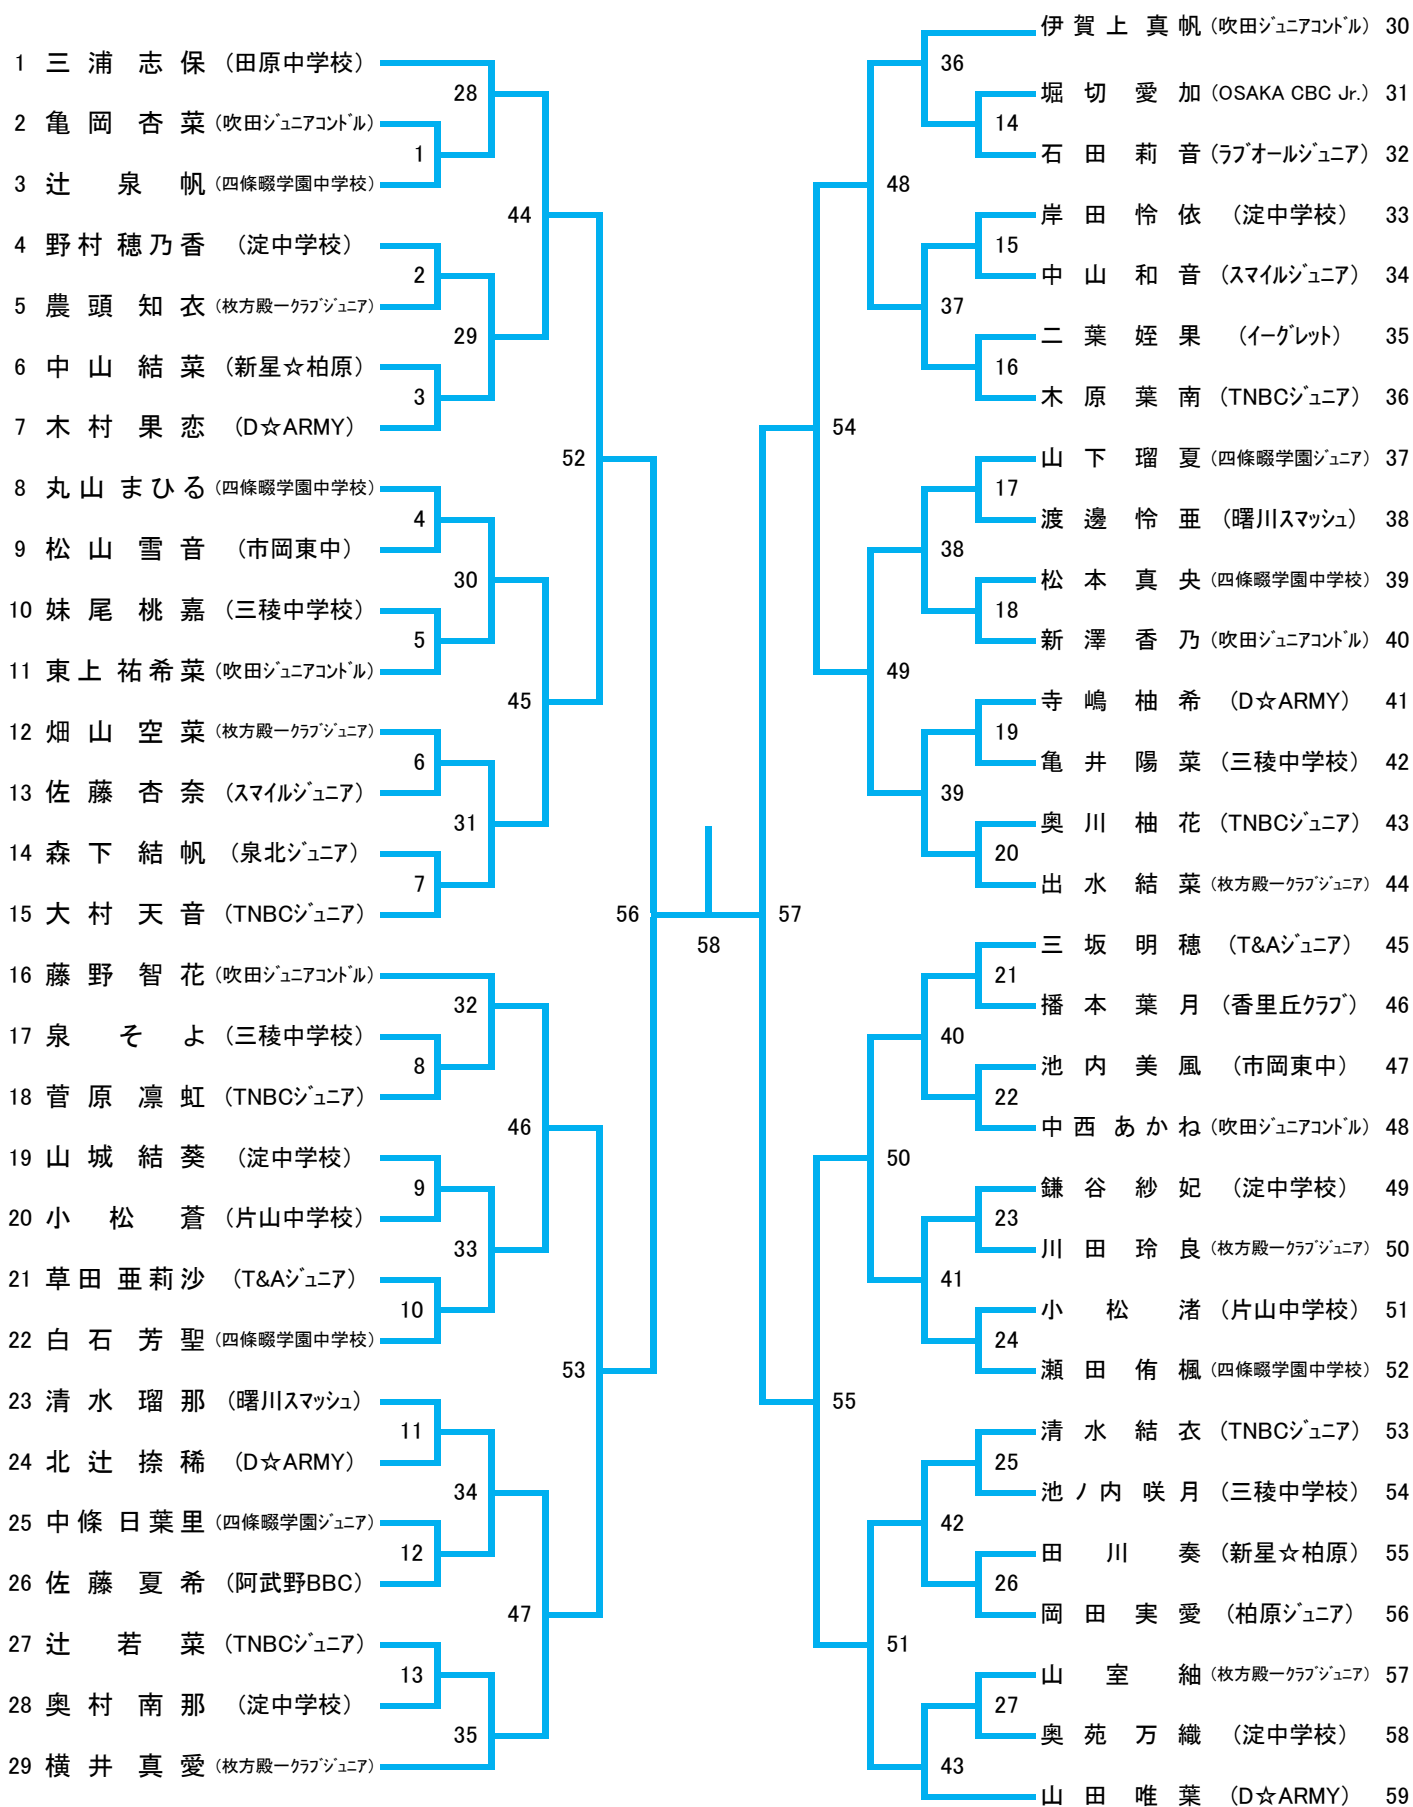 1 三浦志保 (田原中学校)
2 亀岡杏菜 (吹田ジュニアコンドル)
3 辻泉帆 (四條畷学園中学校)
4 野村穂乃香 (淀中学校)
5 農頭知衣 (枚方殿一クラブジュニア)
6 中山結菜 (新星☆柏原)
7 木村果恋 (D☆ARMY)
8 丸山まひる (四條畷学園中学校)
9 松山雪音 (市岡東中)
10 妹尾桃嘉 (三稜中学校)
11 東上祐希菜 (吹田ジュニアコンドル)
12 畑山空菜 (枚方殿一クラブジュニア)
13 佐藤杏奈 (スマイルジュニア)
14 森下結帆 (泉北ジュニア)
15 大村天音 (TNBCジュニア)
16 藤野智花 (吹田ジュニアコンドル)
17 泉そよ (三稜中学校)
18 菅原凛虹 (TNBCジュニア)
19 山城結葵 (淀中学校)
20 小松蒼 (片山中学校)
21 草田亜莉沙 (T&Aジュニア)
22 白石芳聖 (四條畷学園中学校)
23 清水瑠那 (曙川スマッシュ)
24 北辻捺稀 (D☆ARMY)
25 中條日葉里 (四條畷学園ジュニア)
26 佐藤夏希 (阿武野BBC)
27 辻若菜 (TNBCジュニア)
28 奥村南那 (淀中学校)
29 横井真愛 (枚方殿一クラブジュニア)
28
1
44
2
29
3
52
4
30
5
45
6
31
7
56
32
8
46
9
33
10
53
11
34
12
47
13
35
58
57
36
14
48
15
37
16
54
17
38
18
49
19
39
20
21
40
22
50
23
41
24
55
25
42
26
51
27
43
伊賀上真帆 (吹田ジュニアコンドル) 30
堀切愛加 (OSAKA CBC Jr.) 31
石田莉音 (ラブオールジュニア) 32
岸田怜依 (淀中学校) 33
中山和音 (スマイルジュニア) 34
二葉姪果 (イーグレット) 35
木原葉南 (TNBCジュニア) 36
山下瑠夏 (四條畷学園ジュニア) 37
渡邊怜亜 (曙川スマッシュ) 38
松本真央 (四條畷学園中学校) 39
新澤香乃 (吹田ジュニアコンドル) 40
寺嶋柚希 (D☆ARMY) 41
亀井陽菜 (三稜中学校) 42
奥川柚花 (TNBCジュニア) 43
出水結菜 (枚方殿一クラブジュニア) 44
三坂明穂 (T&Aジュニア) 45
播本葉月 (香里丘クラブ) 46
池内美風 (市岡東中) 47
中西あかね (吹田ジュニアコンドル) 48
鎌谷紗妃 (淀中学校) 49
川田玲良 (枚方殿一クラブジュニア) 50
小松渚 (片山中学校) 51
瀬田侑楓 (四條畷学園中学校) 52
清水結衣 (TNBCジュニア) 53
池ノ内咲月 (三稜中学校) 54
田川奏 (新星☆柏原) 55
岡田実愛 (柏原ジュニア) 56
山室紬 (枚方殿一クラブジュニア) 57
奥苑万織 (淀中学校) 58
山田唯葉 (D☆ARMY) 59